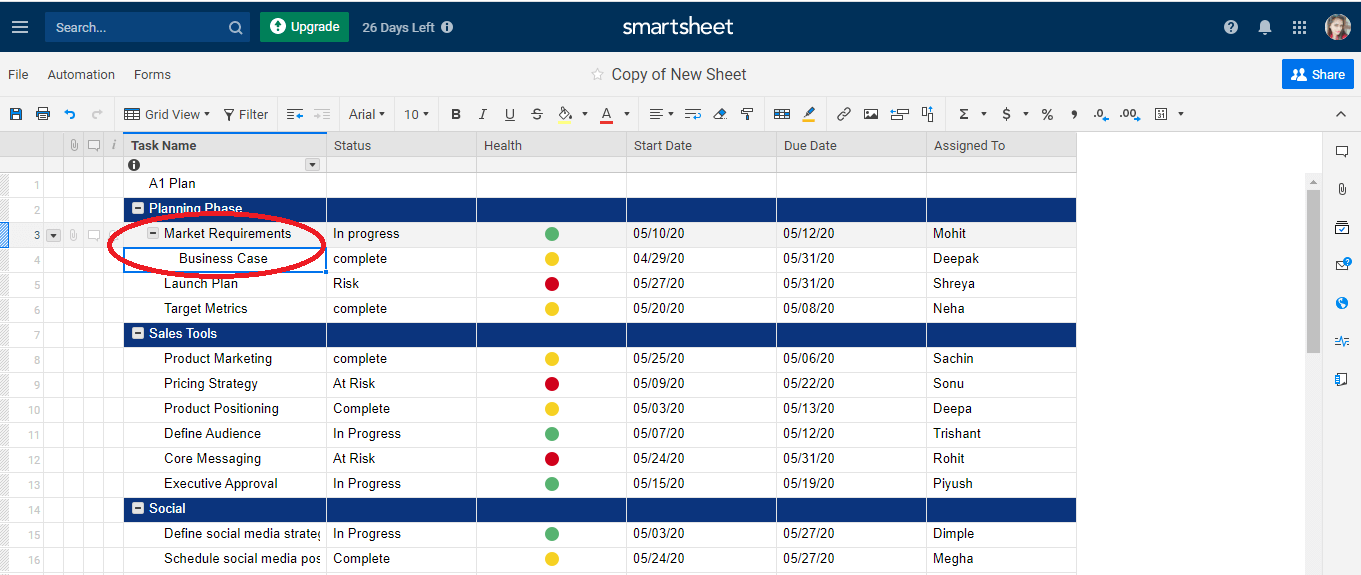 Search... Upgrade 26 Days Left smartsheet
File Automation Forms Copy of New Sheet Share
Grid View Filter Arial 10 B I U S A Σ $ % , .0 .00 31
Task Name Status Health Start Date Due Date Assigned To
1 A1 Plan
2 Planning Phase
3 Market Requirements In progress 05/10/20 05/12/20 Mohit
4 Business Case complete 04/29/20 05/31/20 Deepak
5 Launch Plan Risk 05/27/20 05/31/20 Shreya
6 Target Metrics complete 05/20/20 05/08/20 Neha
7 Sales Tools
8 Product Marketing complete 05/25/20 05/06/20 Sachin
9 Pricing Strategy At Risk 05/09/20 05/22/20 Sonu
10 Product Positioning Complete 05/03/20 05/13/20 Deepa
11 Define Audience In Progress 05/07/20 05/12/20 Trishant
12 Core Messaging At Risk 05/24/20 05/31/20 Rohit
13 Executive Approval In Progress 05/15/20 05/19/20 Piyush
14 Social
15 Define social media strateg In Progress 05/03/20 05/27/20 Dimple
16 Schedule social media pos Complete 05/24/20 05/27/20 Megha